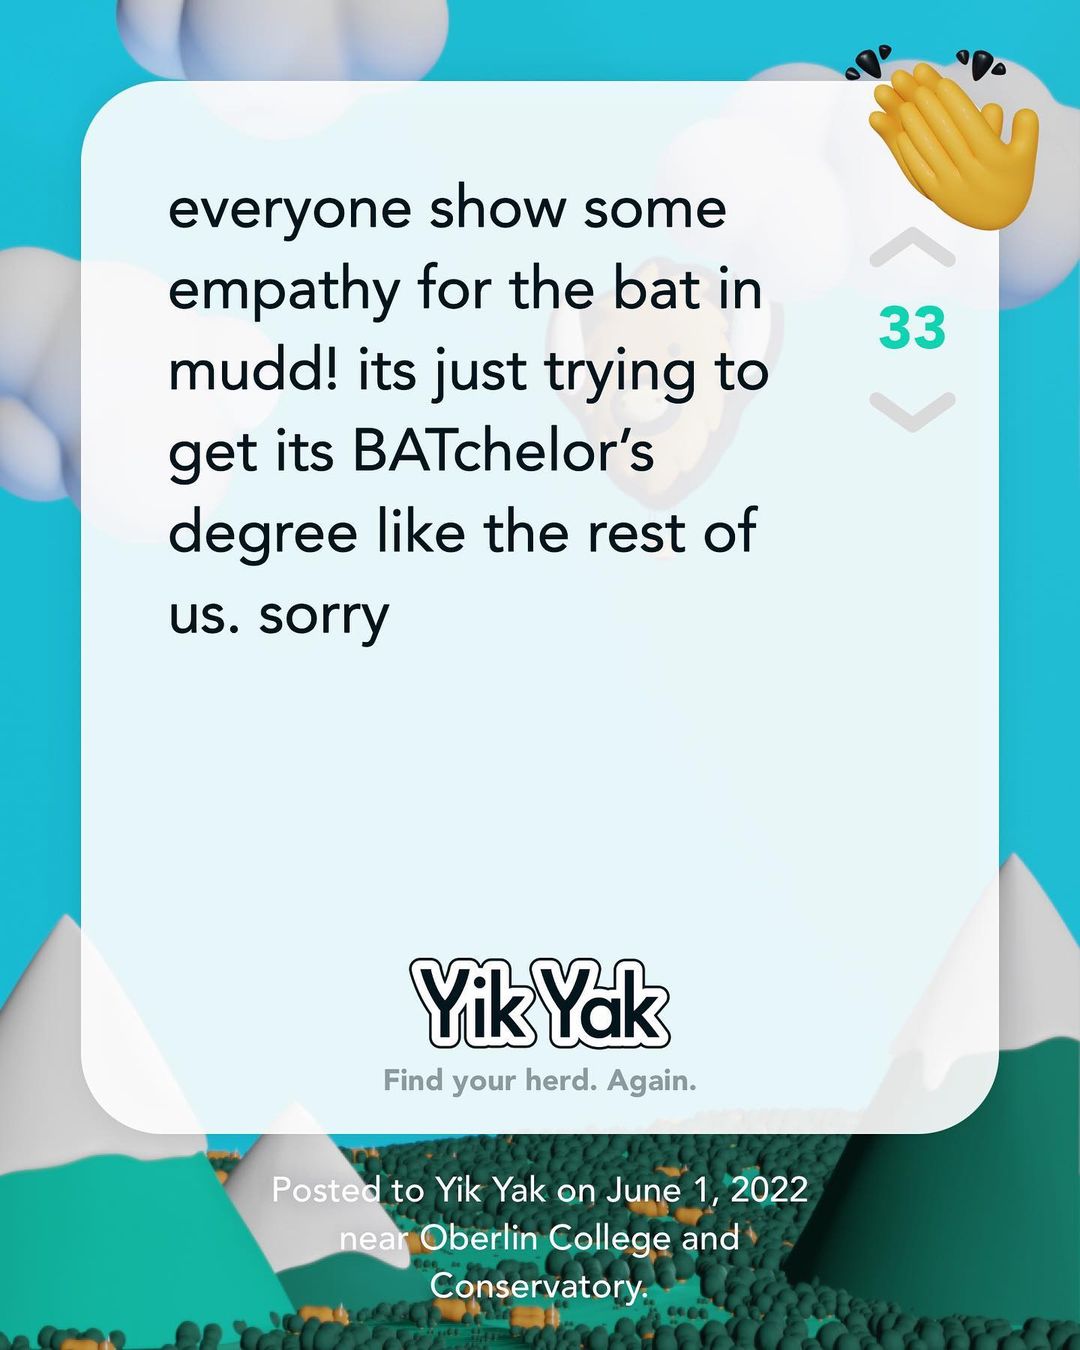 everyone show some
empathy for the bat in
mudd! its just trying to
get its BATchelor’s
degree like the rest of
us. sorry
33
Yik Yak
Find your herd. Again.
Posted to Yik Yak on June 1, 2022
near Oberlin College and
Conservatory.